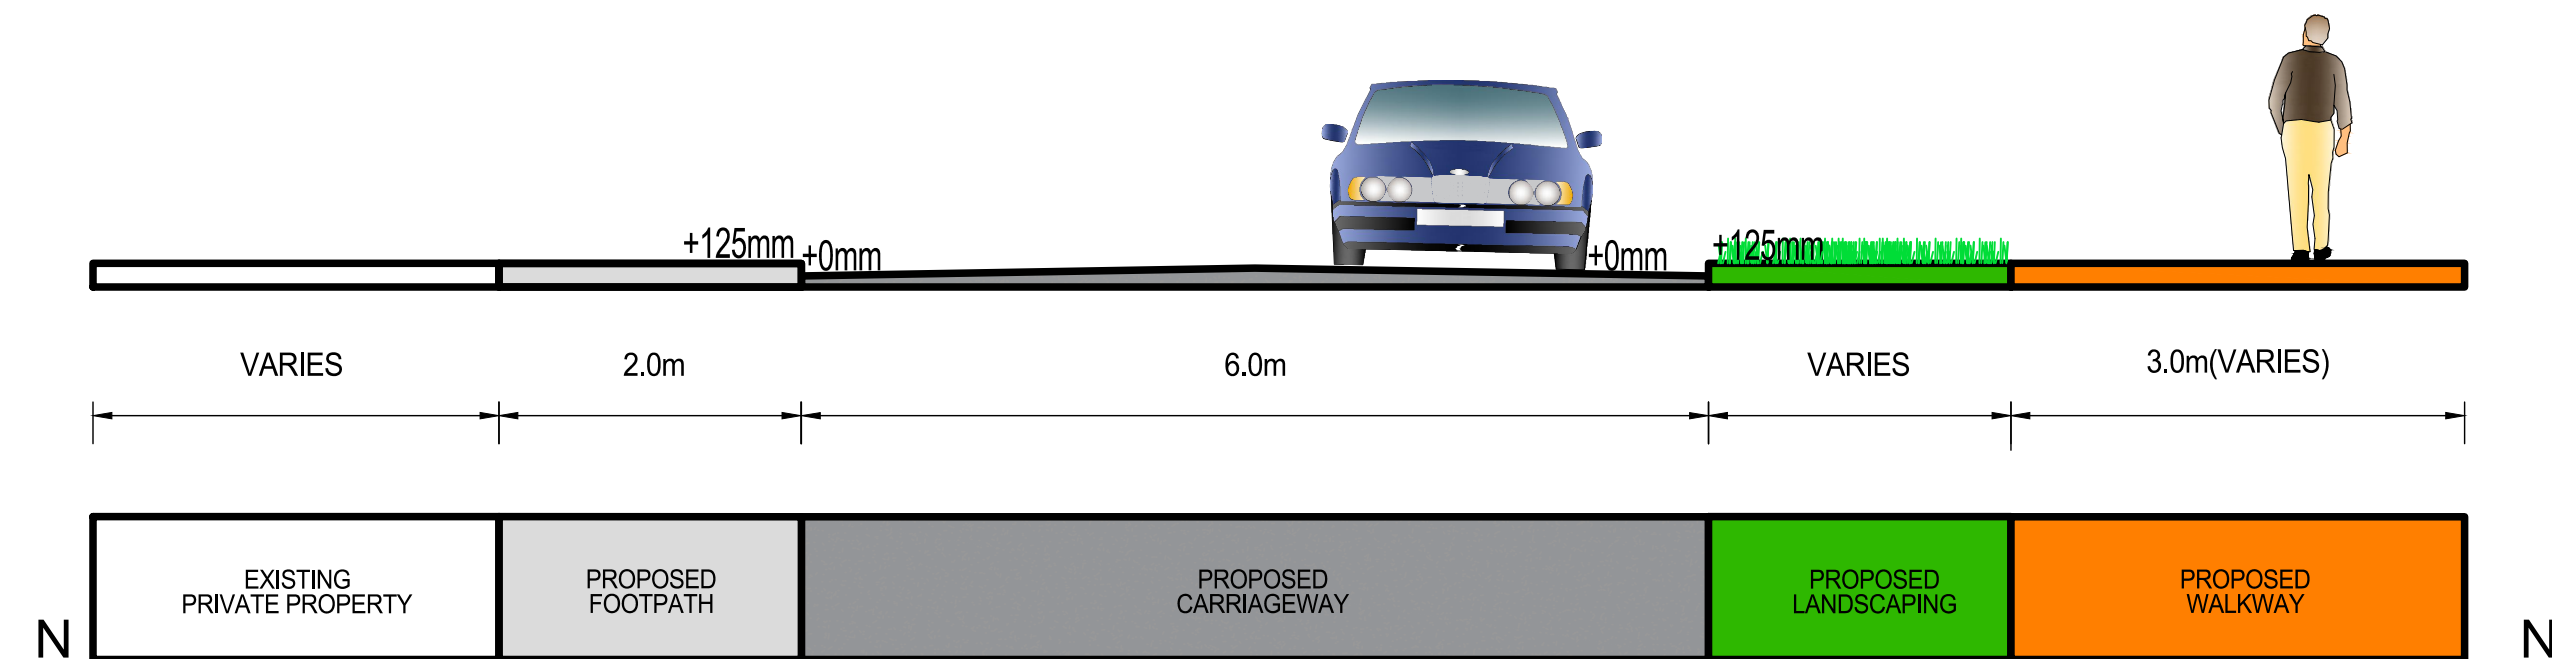 +125mm +0mm +0mm +125mm
VARIES 2.0m 6.0m VARIES 3.0m(VARIES)
EXISTING
PRIVATE PROPERTY
PROPOSED
FOOTPATH
PROPOSED
CARRIAGEWAY
PROPOSED
LANDSCAPING
PROPOSED
WALKWAY
N N